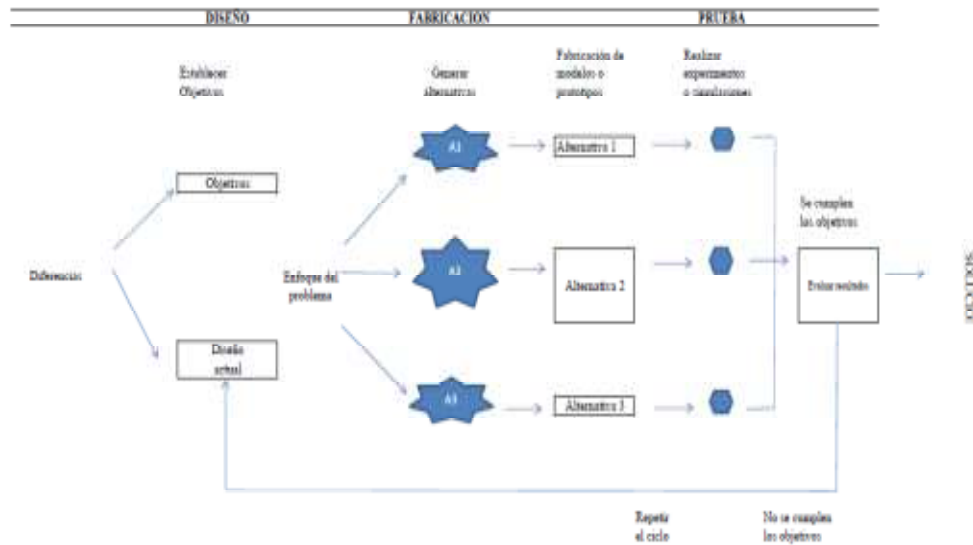 DISEÑO FABRICACION PRUEBA
Establecer
Objetivos
Generar
alternativas
Fabricación de
modelos o
prototipos
Realizar
experimentos
o simulaciones
A1
Alternativa 1
Objetivos
Se cumplen
los objetivos
Diferencias
Enfoque del
problema
A2
Alternativa 2
Evaluar resultados
Diseño
actual
A3
Alternativa 3
Repetir
el ciclo
No se cumplen
los objetivos